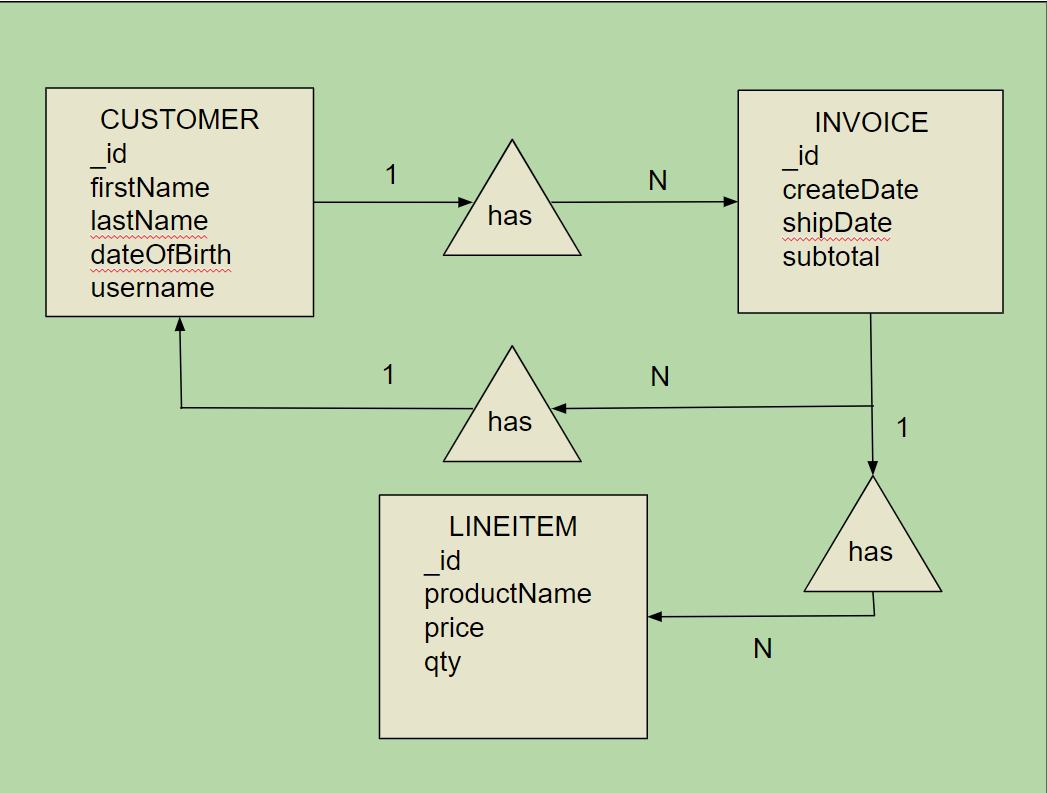 CUSTOMER
_id
firstName
lastName
dateOfBirth
username
1
has
N
INVOICE
_id
createDate
shipDate
subtotal
1
has
N
1
has
N
LINEITEM
_id
productName
price
qty